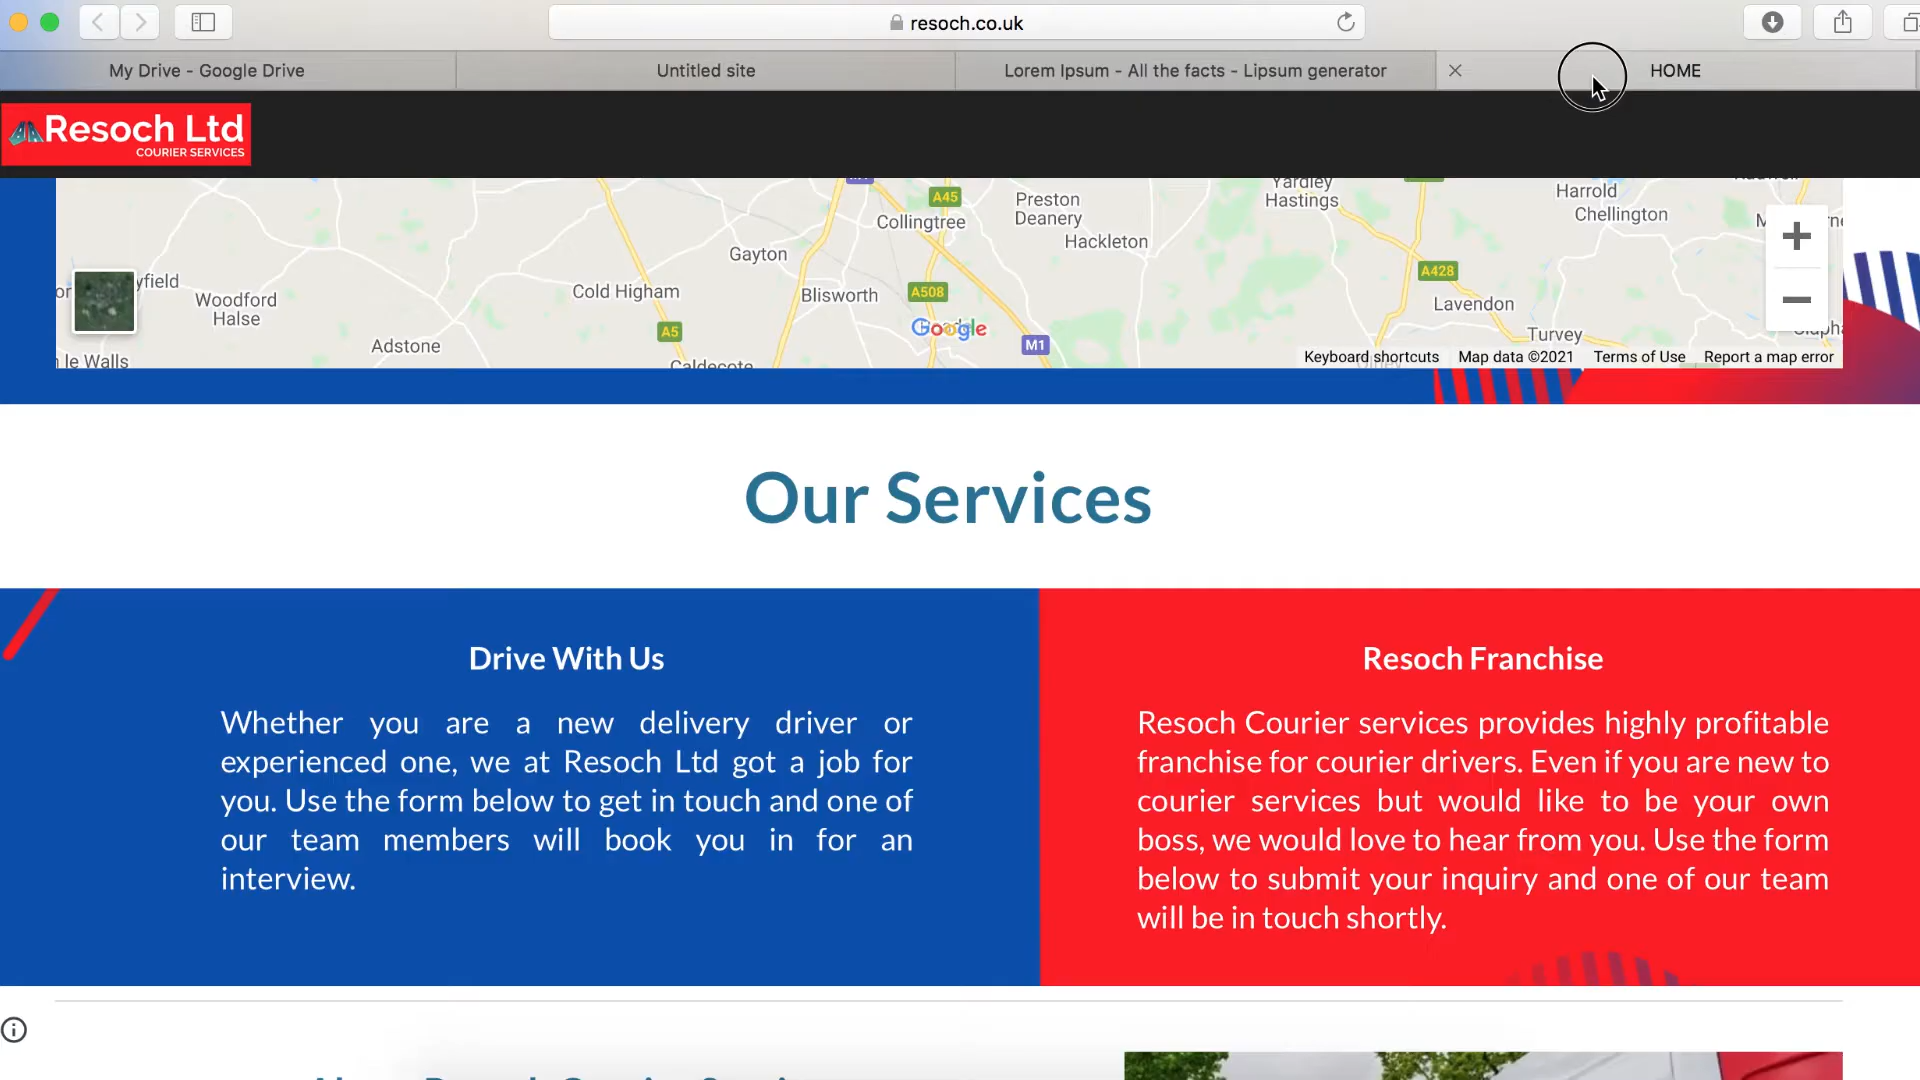 resoch.co.uk
My Drive - Google Drive
Untitled site
Lorem Ipsum - All the facts - Lipsum generator
HOME
Resoch Ltd
COURIER SERVICES
Yardley
Hastings
Harrold
Chellington
A45
Collingtree
Preston
Deanery
Hackleton
Gayton
yfield
Woodford
Halse
Cold Higham
Blisworth
A508
A428
Lavendon
Google
A5
M1
Adstone
Turvey
le Walls
Caldecote
Keyboard shortcuts
Map data ©2021
Terms of Use
Report a map error
Our Services
Drive With Us
Whether you are a new delivery driver or
experienced one, we at Resoch Ltd got a job for
you. Use the form below to get in touch and one of
our team members will book you in for an
interview.
Resoch Franchise
Resoch Courier services provides highly profitable
franchise for courier drivers. Even if you are new to
courier services but would like to be your own
boss, we would love to hear from you. Use the form
below to submit your inquiry and one of our team
will be in touch shortly.